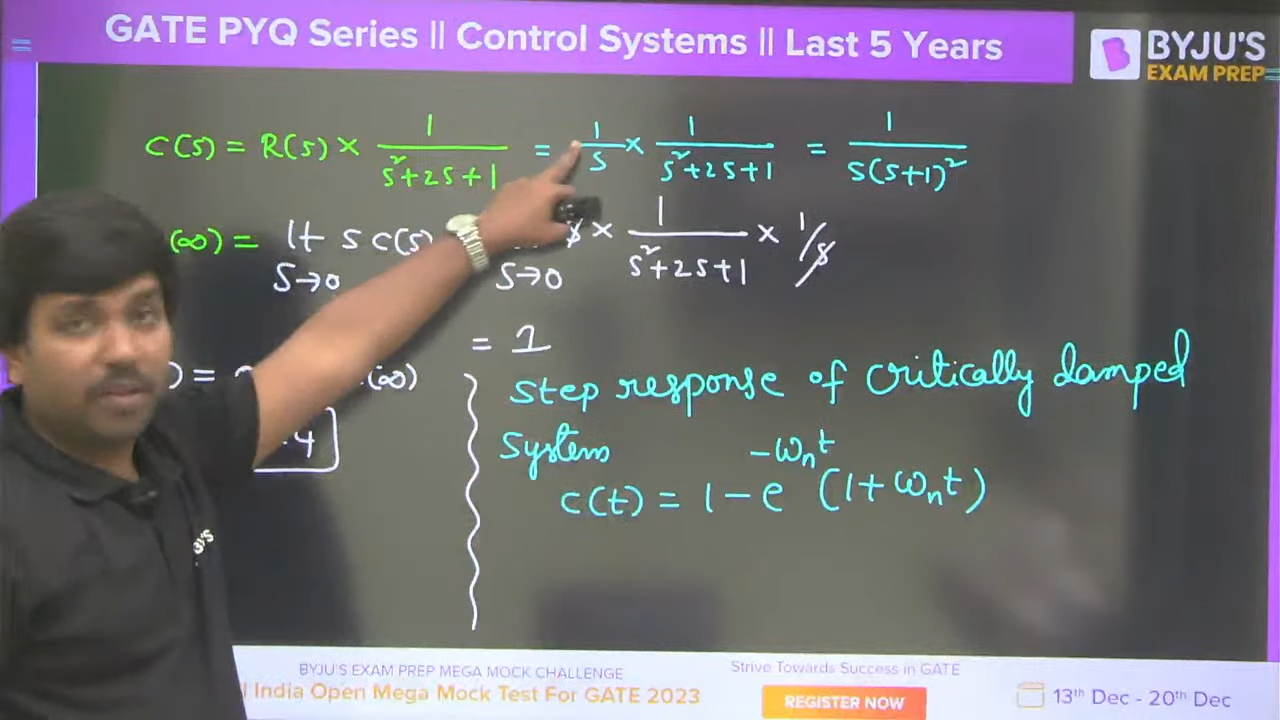 GATE PYQ Series || Control Systems || Last 5 Years
BYJU'S
EXAM PREP
C(s) = R(s) × 1/(s²+2s+1) = 1/s × 1/(s²+2s+1) = 1/(s(s+1)²)
(∞) = lt s→0 s c(s) s→0 s × 1/(s²+2s+1) × 1/s
= 1
) = (∞)
4
step response of critically damped
system
c(t) = 1 - e^(-ωₙt) (1+ωₙt)
BYJU'S
BYJU'S EXAM PREP MEGA MOCK CHALLENGE
India Open Mega Mock Test For GATE 2023
Strive Towards Success in GATE
REGISTER NOW
13th Dec - 20th Dec